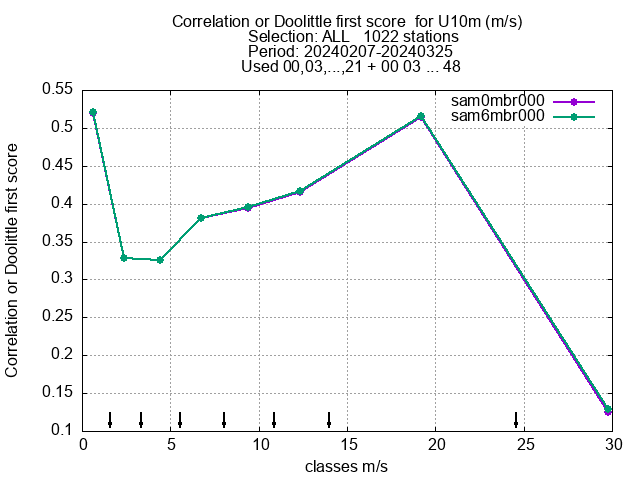 Correlation or Doolittle first score  for U10m (m/s)
Selection: ALL   1022 stations
Period: 20240207-20240325
Used 00,03,...,21 + 00 03 ... 48
sam0mbr000
sam6mbr000
Correlation or Doolittle first score
0.55
0.5
0.45
0.4
0.35
0.3
0.25
0.2
0.15
0.1
0 5 10 15 20 25 30
classes m/s